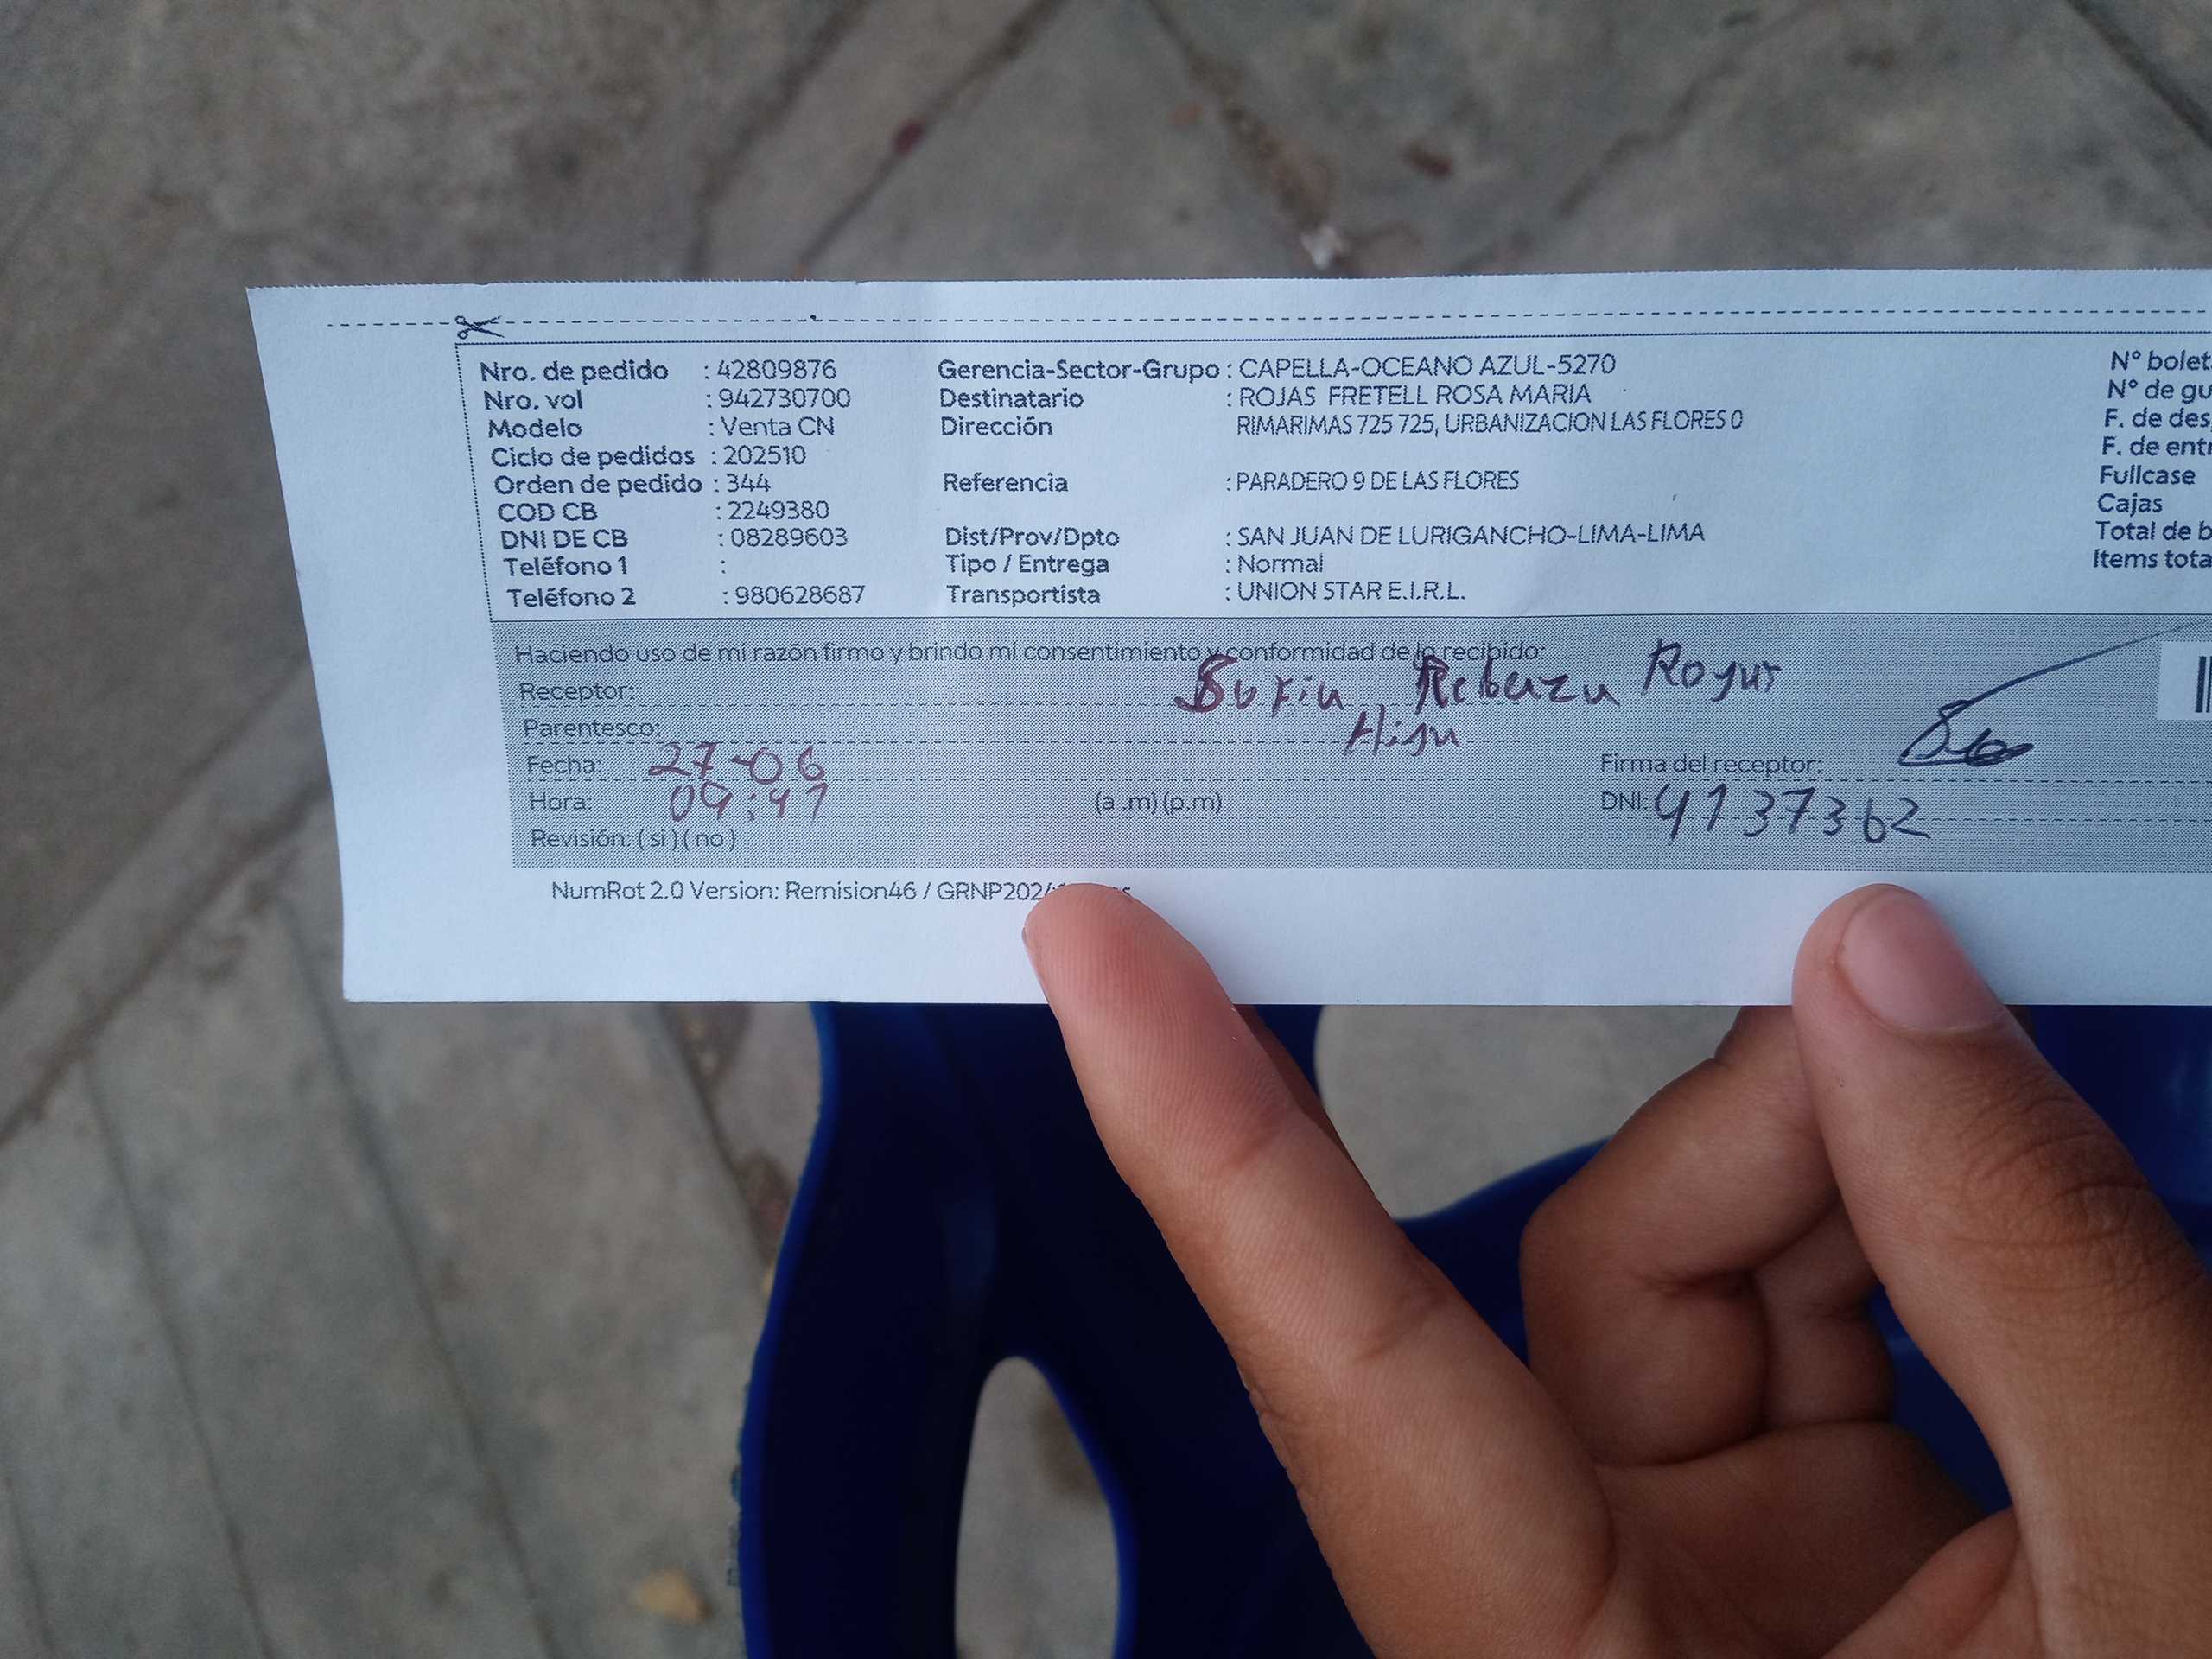 Nro. de pedido : 42809876
Nro. vol : 942730700
Modelo : Venta CN
Ciclo de pedidos : 202510
Orden de pedido : 344
COD CB : 2249380
DNI DE CB : 08289603
Teléfono 1 :
Teléfono 2 : 980628687
Gerencia-Sector-Grupo : CAPELLA-OCEANO AZUL-5270
Destinatario : ROJAS FRETELL ROSA MARIA
Dirección RIMARIMAS 725 725, URBANIZACION LAS FLORES 0
Referencia : PARADERO 9 DE LAS FLORES
Dist/Prov/Dpto : SAN JUAN DE LURIGANCHO-LIMA-LIMA
Tipo / Entrega : Normal
Transportista : UNION STAR E.I.R.L.
Nº bolet
Nº de gu
F. de des
F. de entr
Fullcase
Cajas
Total de b
Items tota
Haciendo uso de mi razón firmo y brindo mi consentimiento y conformidad de lo recibido:
Receptor:
Parentesco:
Fecha: 27-06
Hora: 09:47 (a .m) (p.m)
Revisión: ( si ) ( no )
Firma del receptor:
DNI: 4137362
NumRot 2.0 Version: Remision46 / GRNP202